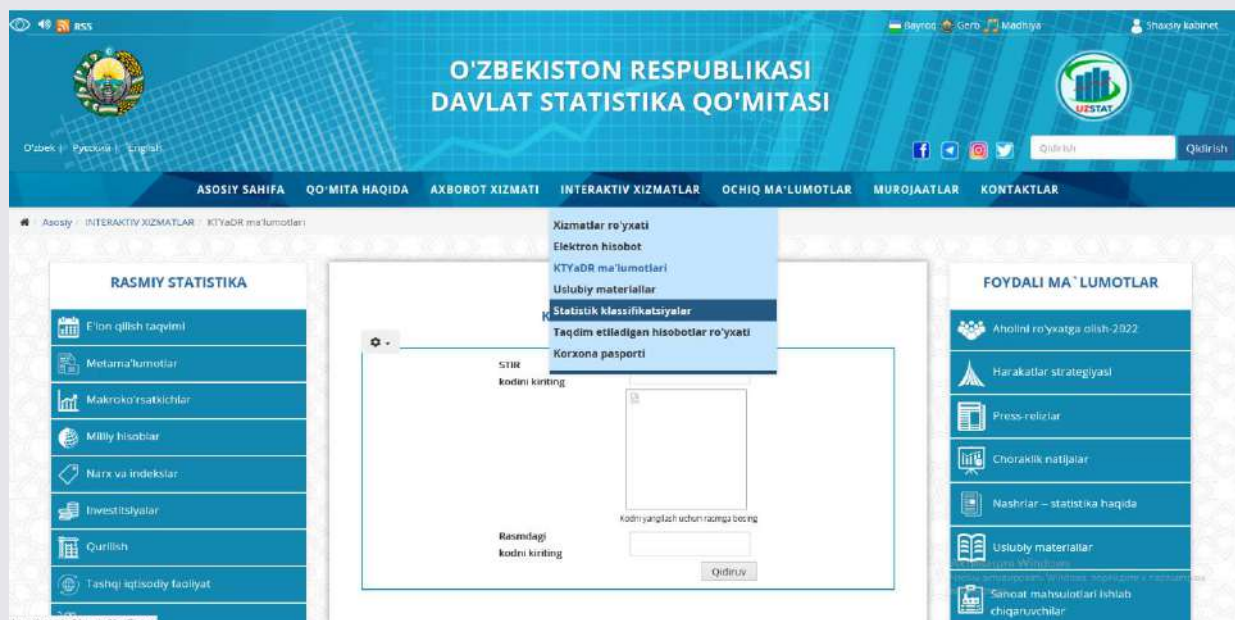 RSS
Bayroq Gerb Madhiya
Shaxsiy kabinet
O'ZBEKISTON RESPUBLIKASI
DAVLAT STATISTIKA QO'MITASI
UZSTAT
O'zbek | Русский | English
Qidirish
Qidirish
ASOSIY SAHIFA QO'MITA HAQIDA AXBOROT XIZMATI INTERAKTIV XIZMATLAR OCHIQ MA'LUMOTLAR MUROJAATLAR KONTAKTLAR
Asosiy / INTERAKTIV XIZMATLAR / KTYaDR ma'lumotlari
Xizmatlar ro'yxati
Elektron hisobot
KTYaDR ma'lumotlari
Uslubiy materiallar
Statistik klassifikatsiyalar
Taqdim etiladigan hisobotlar ro'yxati
Korxona pasporti
RASMIY STATISTIKA
E'lon qilish taqvimi
Metama'lumotlar
Makroko'rsatkichlar
Milliy hisoblar
Narx va indekslar
Investitsiyalar
Qurilish
Tashqi iqtisodiy faoliyat
STIR
kodini kiriting
Kodni yangilash uchun rasmga bosing
Rasmdagi
kodni kiriting
Qidiruv
FOYDALI MA`LUMOTLAR
Aholini ro'yxatga olish-2022
Harakatlar strategiyasi
Press-relizlar
Choraklik natijalar
Nashrlar – statistika haqida
Uslubiy materiallar
Sanoat mahsulotlari ishlab
chiqaruvchilar